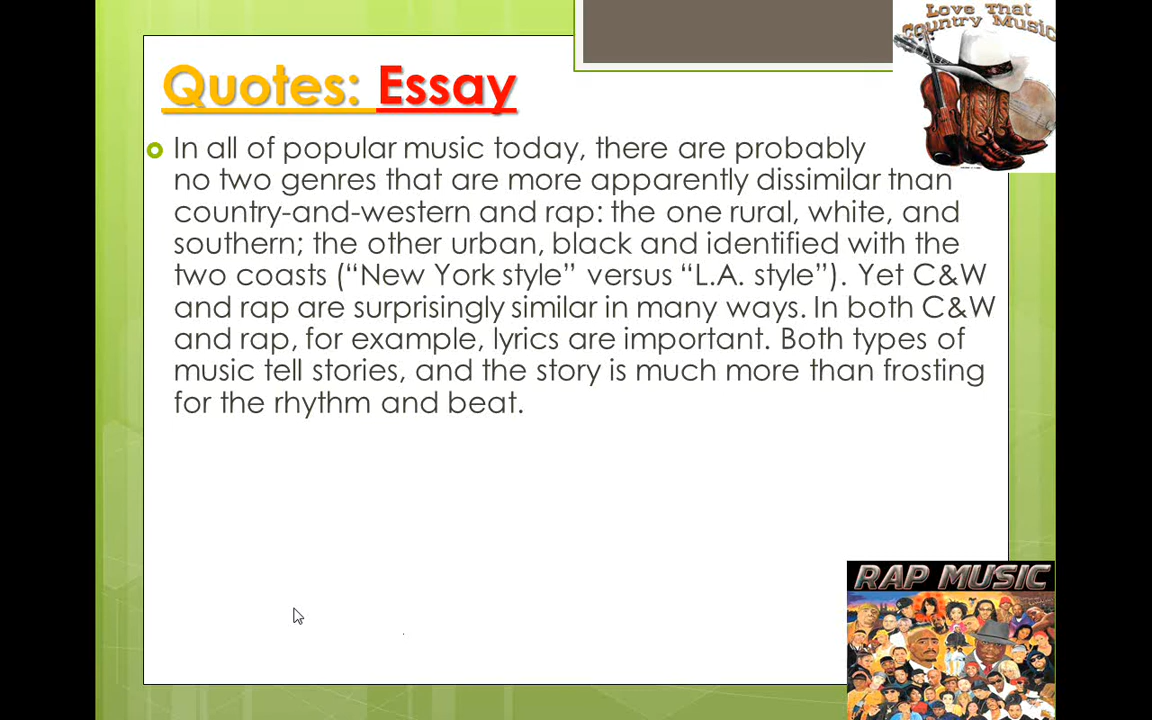 Love That
Country Music
Quotes: Essay
In all of popular music today, there are probably
no two genres that are more apparently dissimilar than
country-and-western and rap: the one rural, white, and
southern; the other urban, black and identified with the
two coasts (“New York style” versus “L.A. style”). Yet C&W
and rap are surprisingly similar in many ways. In both C&W
and rap, for example, lyrics are important. Both types of
music tell stories, and the story is much more than frosting
for the rhythm and beat.
RAP MUSIC